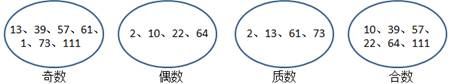 13、39、57、61、
1、73、111
奇数
2、10、22、64
偶数
2、13、61、73
质数
10、39、57、
22、64、111
合数